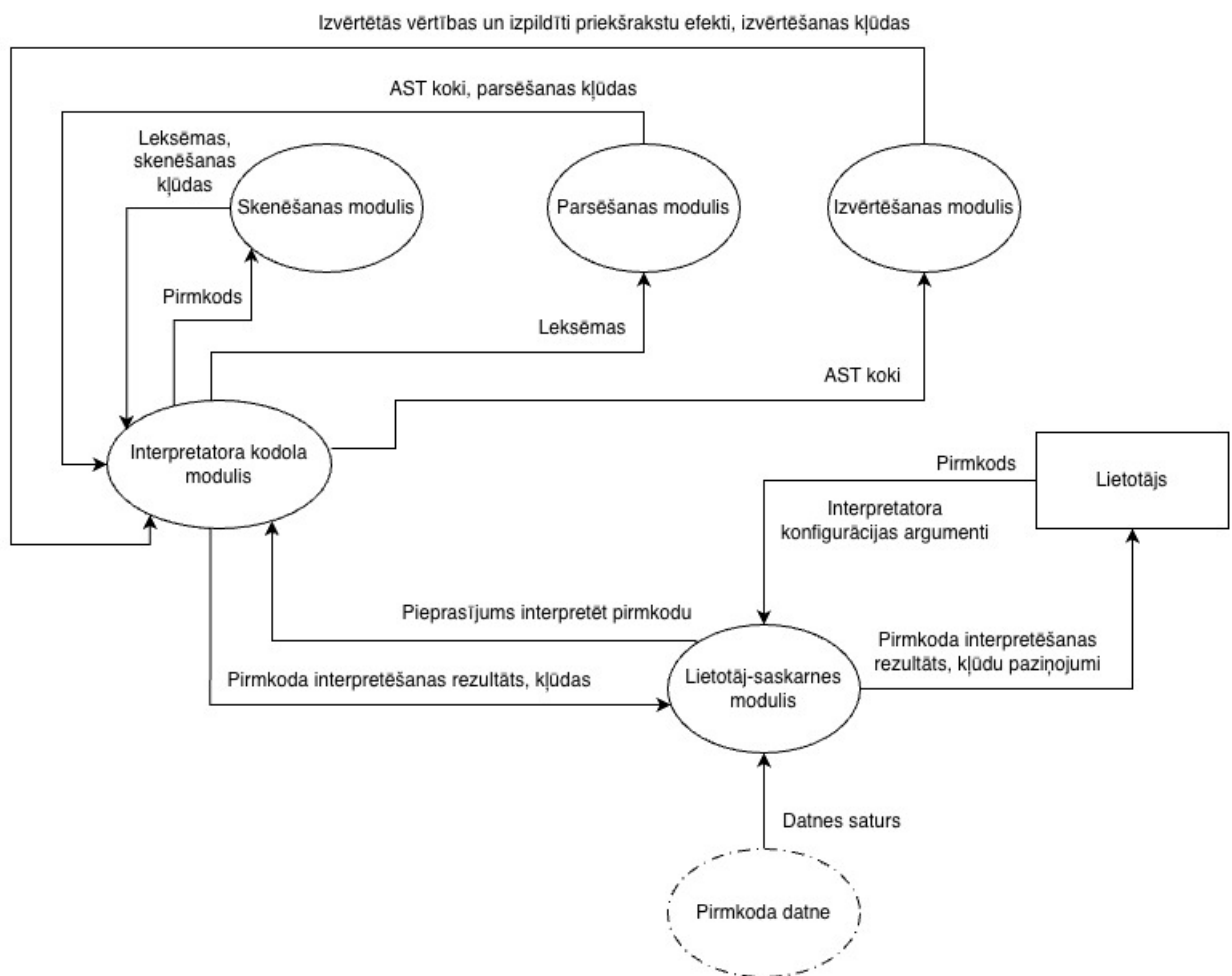 Izvērtētās vērtības un izpildīti priekšrakstu efekti, izvērtēšanas kļūdas
AST koki, parsēšanas kļūdas
Leksēmas,
skenēšanas
kļūdas
Skenēšanas modulis
Parsēšanas modulis
Izvērtēšanas modulis
Pirmkods
Leksēmas
AST koki
Interpretatora kodola
modulis
Pirmkods
Lietotājs
Interpretatora
konfigurācijas argumenti
Pieprasījums interpretēt pirmkodu
Pirmkoda interpretēšanas
rezultāts, kļūdu paziņojumi
Pirmkoda interpretēšanas rezultāts, kļūdas
Lietotāj-saskarnes
modulis
Datnes saturs
Pirmkoda datne